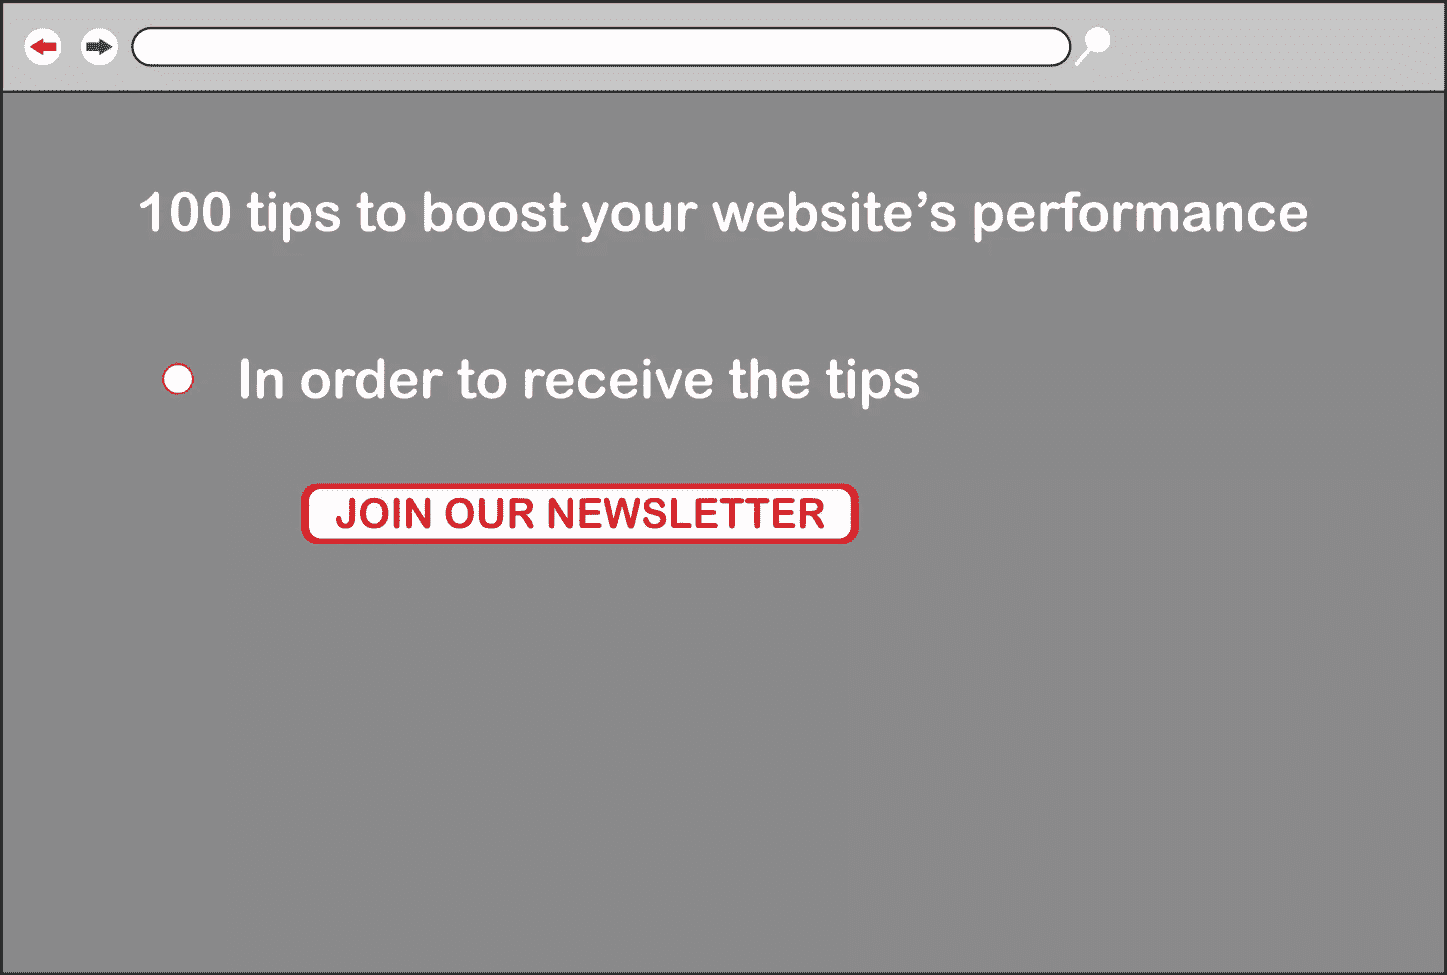 100 tips to boost your website’s performance
In order to receive the tips
JOIN OUR NEWSLETTER